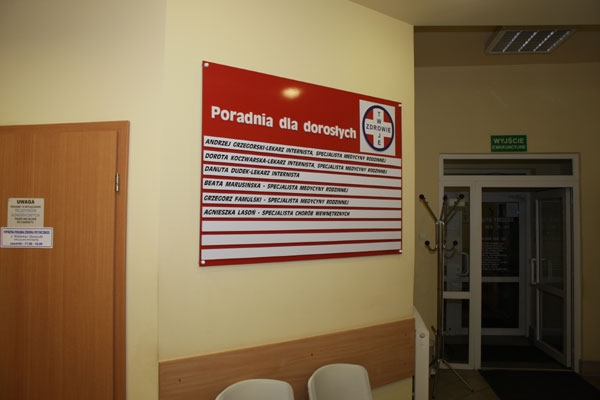 Poradnia dla dorosłych
TWOJE
ZDROWIE
ANDRZEJ GRZEGORSKI-LEKARZ INTERNISTA, SPECJALISTA MEDYCYNY RODZINNEJ
DOROTA KOCZWARSKA-LEKARZ INTERNISTA, SPECJALISTA MEDYCYNY RODZINNEJ
DANUTA DUDEK-LEKARZ INTERNISTA
BEATA MARUSIŃSKA - SPECJALISTA MEDYCYNY RODZINNEJ
GRZEGORZ FAMULSKI - SPECJALISTA MEDYCYNY RODZINNEJ
AGNIESZKA LASOŃ - SPECJALISTA CHORÓB WEWNĘTRZNYCH
WYJŚCIE
EWAKUACYJNE
UWAGA